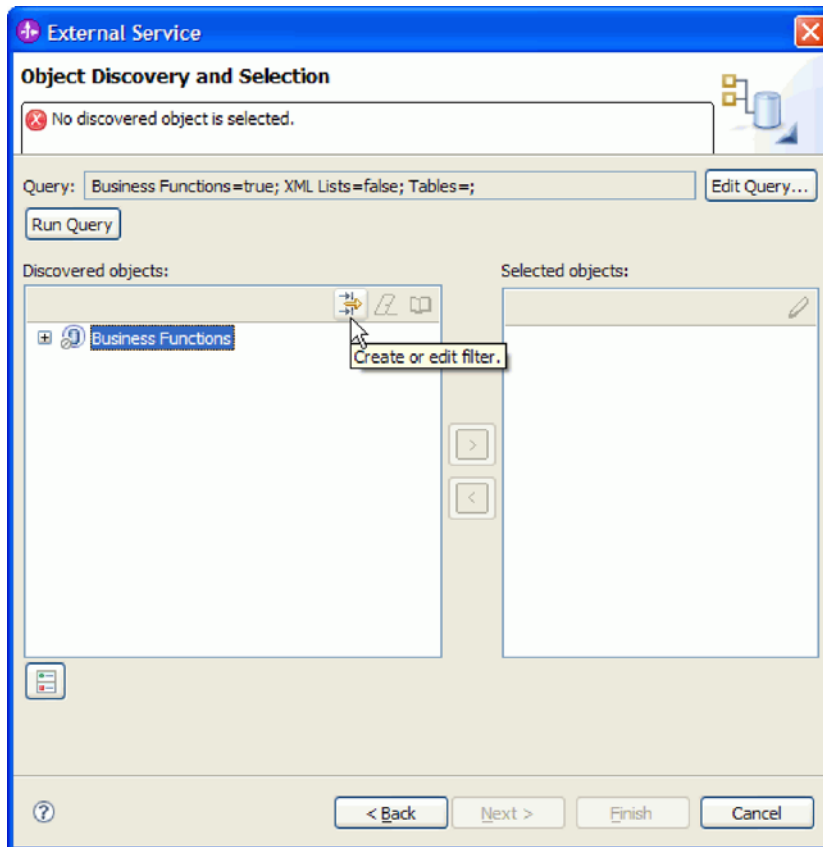 External Service
Object Discovery and Selection
No discovered object is selected.
Query: Business Functions=true; XML Lists=false; Tables=; Edit Query...
Run Query
Discovered objects: Selected objects:
Business Functions
Create or edit filter.
>
<
? < Back Next > Finish Cancel